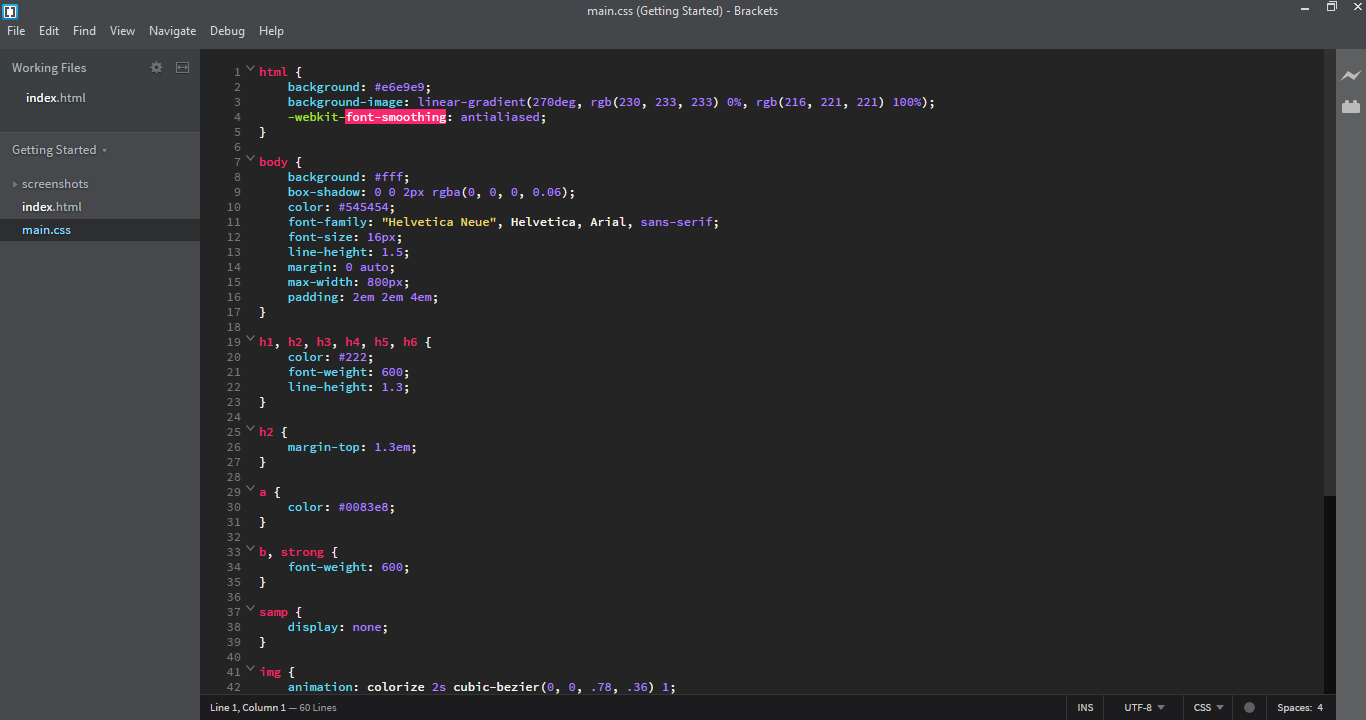 main.css (Getting Started) - Brackets
File Edit Find View Navigate Debug Help
Working Files
index.html
Getting Started
screenshots
index.html
main.css
1 html {
2     background: #e6e9e9;
3     background-image: linear-gradient(270deg, rgb(230, 233, 233) 0%, rgb(216, 221, 221) 100%);
4     -webkit-font-smoothing: antialiased;
5 }
6
7 body {
8     background: #fff;
9     box-shadow: 0 0 2px rgba(0, 0, 0, 0.06);
10     color: #545454;
11     font-family: "Helvetica Neue", Helvetica, Arial, sans-serif;
12     font-size: 16px;
13     line-height: 1.5;
14     margin: 0 auto;
15     max-width: 800px;
16     padding: 2em 2em 4em;
17 }
18
19 h1, h2, h3, h4, h5, h6 {
20     color: #222;
21     font-weight: 600;
22     line-height: 1.3;
23 }
24
25 h2 {
26     margin-top: 1.3em;
27 }
28
29 a {
30     color: #0083e8;
31 }
32
33 b, strong {
34     font-weight: 600;
35 }
36
37 samp {
38     display: none;
39 }
40
41 img {
42     animation: colorize 2s cubic-bezier(0, 0, .78, .36) 1;
Line 1, Column 1 — 60 Lines INS UTF-8 CSS Spaces: 4